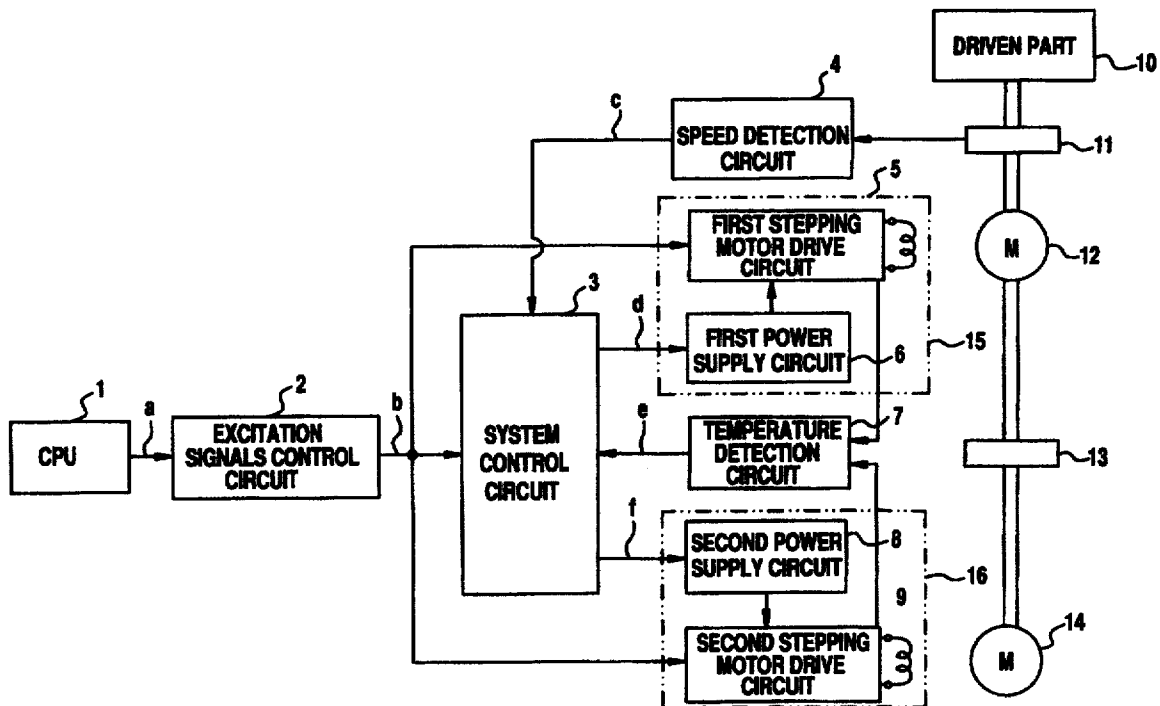 DRIVEN PART
10
4
c
SPEED DETECTION
CIRCUIT
11
5
FIRST STEPPING
MOTOR DRIVE
CIRCUIT
M
12
3
d
FIRST POWER
SUPPLY CIRCUIT
6
15
1
a
2
b
CPU
EXCITATION
SIGNALS CONTROL
CIRCUIT
SYSTEM
CONTROL
CIRCUIT
e
7
TEMPERATURE
DETECTION
CIRCUIT
13
f
SECOND POWER
SUPPLY CIRCUIT
8
16
9
SECOND STEPPING
MOTOR DRIVE
CIRCUIT
14
M